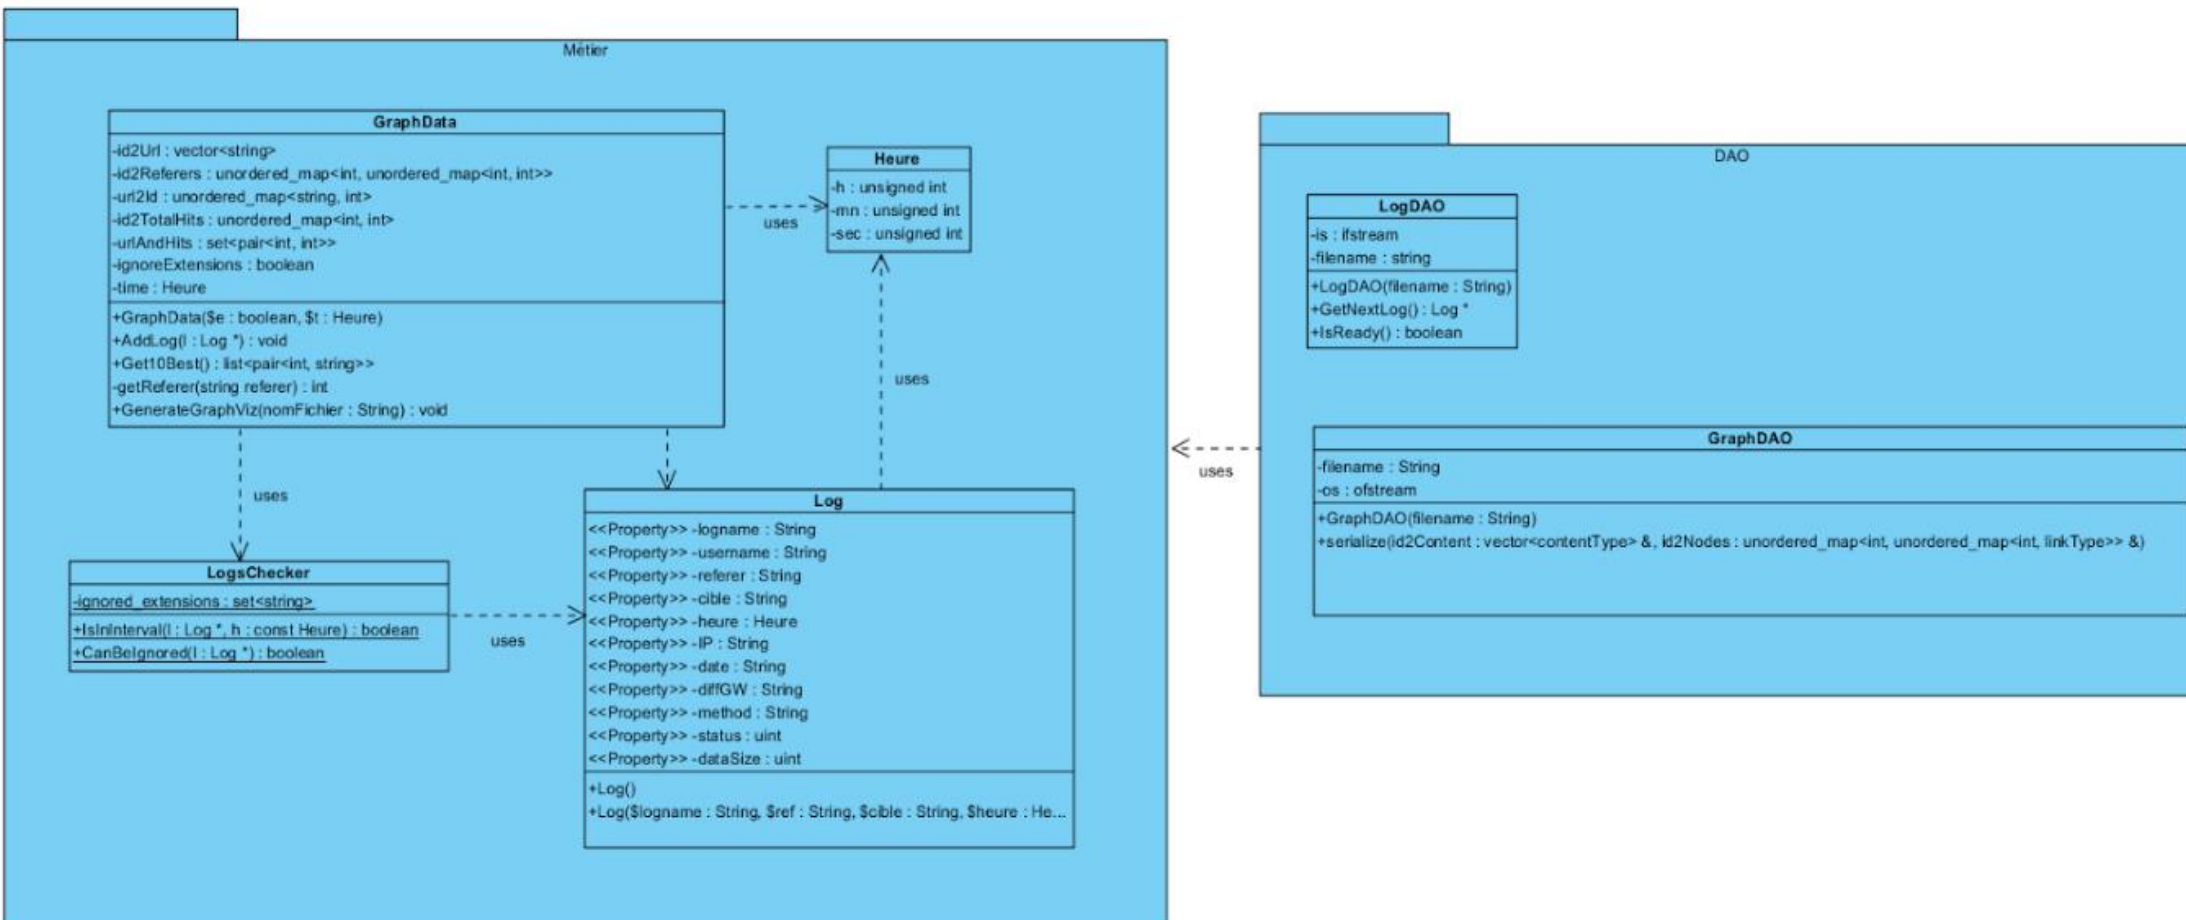 Métier
GraphData
-id2Url : vector<string>
-id2Referers : unordered_map<int, unordered_map<int, int>>
-url2Id : unordered_map<string, int>
-id2TotalHits : unordered_map<int, int>
-urlAndHits : set<pair<int, int>>
-ignoreExtensions : boolean
-time : Heure
+GraphData($e : boolean, $t : Heure)
+AddLog(l : Log *) : void
+Get10Best() : list<pair<int, string>>
-getReferer(string referer) : int
+GenerateGraphViz(nomFichier : String) : void
uses
Heure
-h : unsigned int
-mn : unsigned int
-sec : unsigned int
uses
uses
LogsChecker
-ignored_extensions : set<string>
+IsInInterval(l : Log *, h : const Heure) : boolean
+CanBeIgnored(l : Log *) : boolean
uses
Log
<<Property>> -logname : String
<<Property>> -username : String
<<Property>> -referer : String
<<Property>> -cible : String
<<Property>> -heure : Heure
<<Property>> -IP : String
<<Property>> -date : String
<<Property>> -diffGW : String
<<Property>> -method : String
<<Property>> -status : uint
<<Property>> -dataSize : uint
+Log()
+Log($logname : String, $ref : String, $cible : String, $heure : He...
uses
DAO
LogDAO
-is : ifstream
-filename : string
+LogDAO(filename : String)
+GetNextLog() : Log *
+IsReady() : boolean
GraphDAO
-filename : String
-os : ofstream
+GraphDAO(filename : String)
+serialize(id2Content : vector<contentType> &, id2Nodes : unordered_map<int, unordered_map<int, linkType>> &)